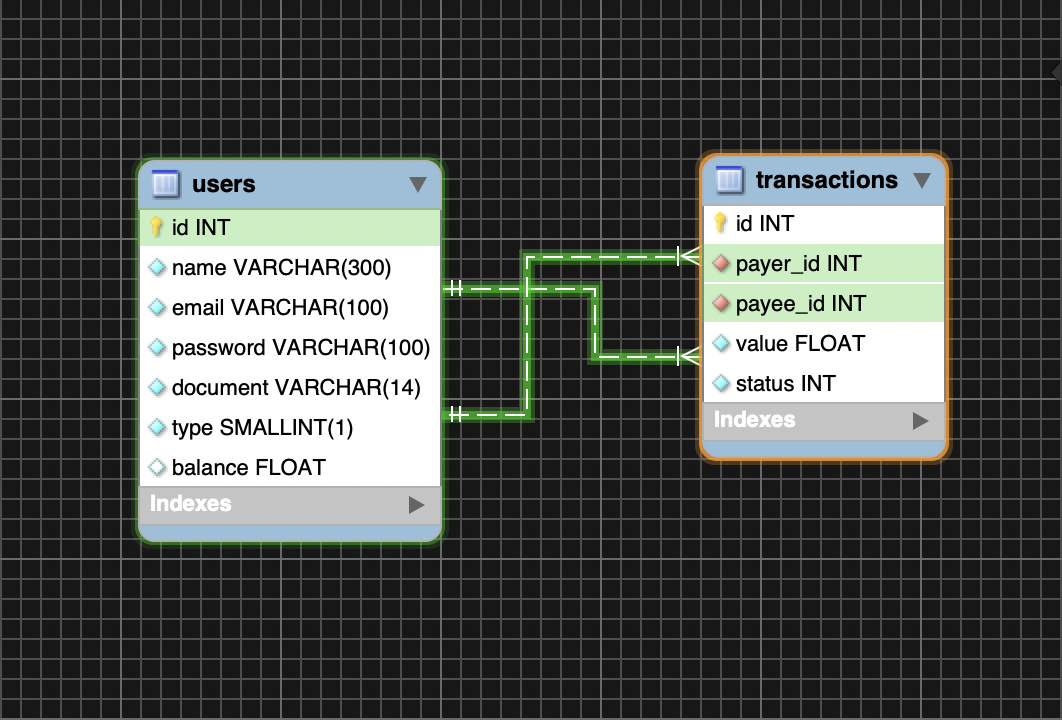 users
id INT
name VARCHAR(300)
email VARCHAR(100)
password VARCHAR(100)
document VARCHAR(14)
type SMALLINT(1)
balance FLOAT
Indexes
transactions
id INT
payer_id INT
payee_id INT
value FLOAT
status INT
Indexes